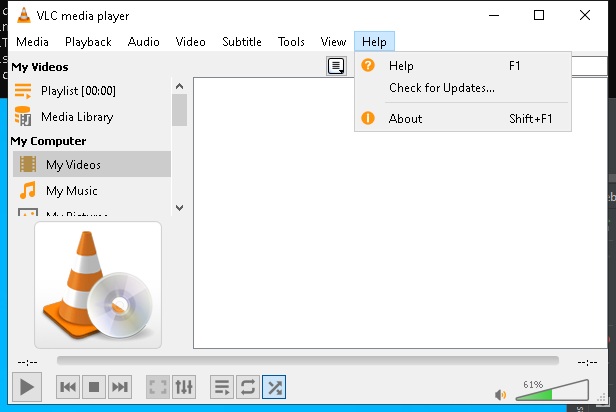 VLC media player
Media Playback Audio Video Subtitle Tools View Help
My Videos
Playlist [00:00]
Media Library
My Computer
My Videos
My Music
My Pictures
Help F1
Check for Updates...
About Shift+F1
--:-- --:--
61%